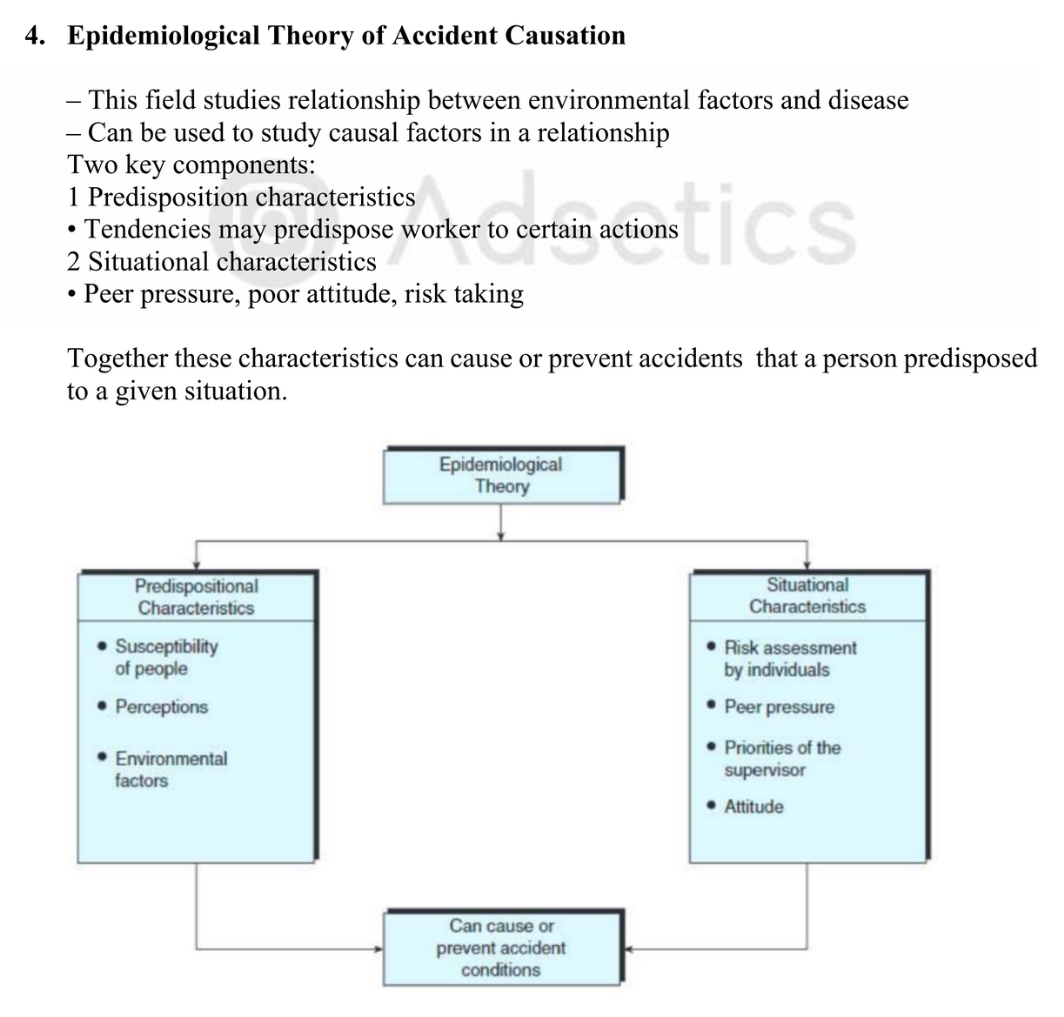 4. Epidemiological Theory of Accident Causation
– This field studies relationship between environmental factors and disease
– Can be used to study causal factors in a relationship
Two key components:
1 Predisposition characteristics
• Tendencies may predispose worker to certain actions
2 Situational characteristics
• Peer pressure, poor attitude, risk taking
Adsetics
Together these characteristics can cause or prevent accidents that a person predisposed
to a given situation.
Epidemiological
Theory
Predispositional
Characteristics
• Susceptibility
of people
• Perceptions
• Environmental
factors
Situational
Characteristics
• Risk assessment
by individuals
• Peer pressure
• Priorities of the
supervisor
• Attitude
Can cause or
prevent accident
conditions